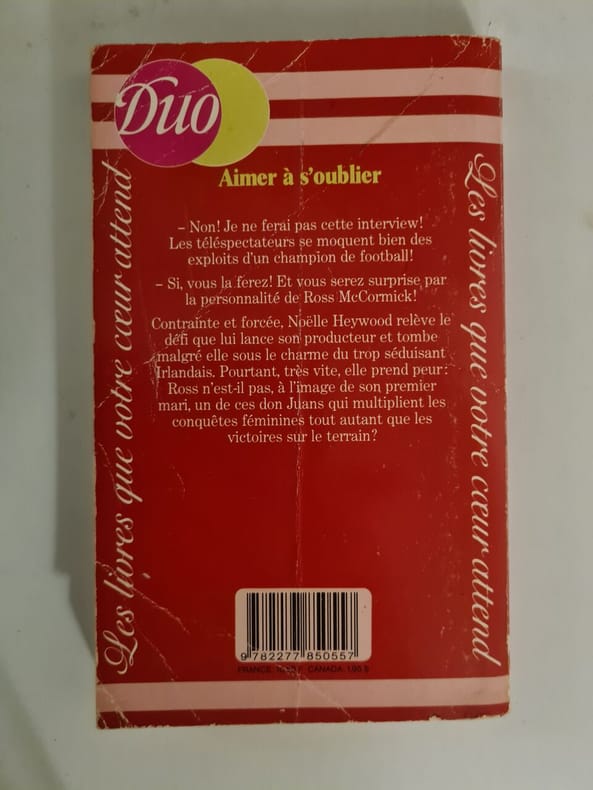 Duo
Aimer à s'oublier
– Non! Je ne ferai pas cette interview!
Les téléspectateurs se moquent bien des
exploits d'un champion de football!
– Si, vous la ferez! Et vous serez surprise par
la personnalité de Ross McCormick!
Contrainte et forcée, Noëlle Heywood relève le
défi que lui lance son producteur et tombe
malgré elle sous le charme du trop séduisant
Irlandais. Pourtant, très vite, elle prend peur:
Ross n'est-il pas, à l'image de son premier
mari, un de ces don Juans qui multiplient les
conquêtes féminines tout autant que les
victoires sur le terrain?
Les livres que votre cœur attend
Les livres que votre cœur attend
9 782277 850557
FRANCE F CANADA 1.95 $